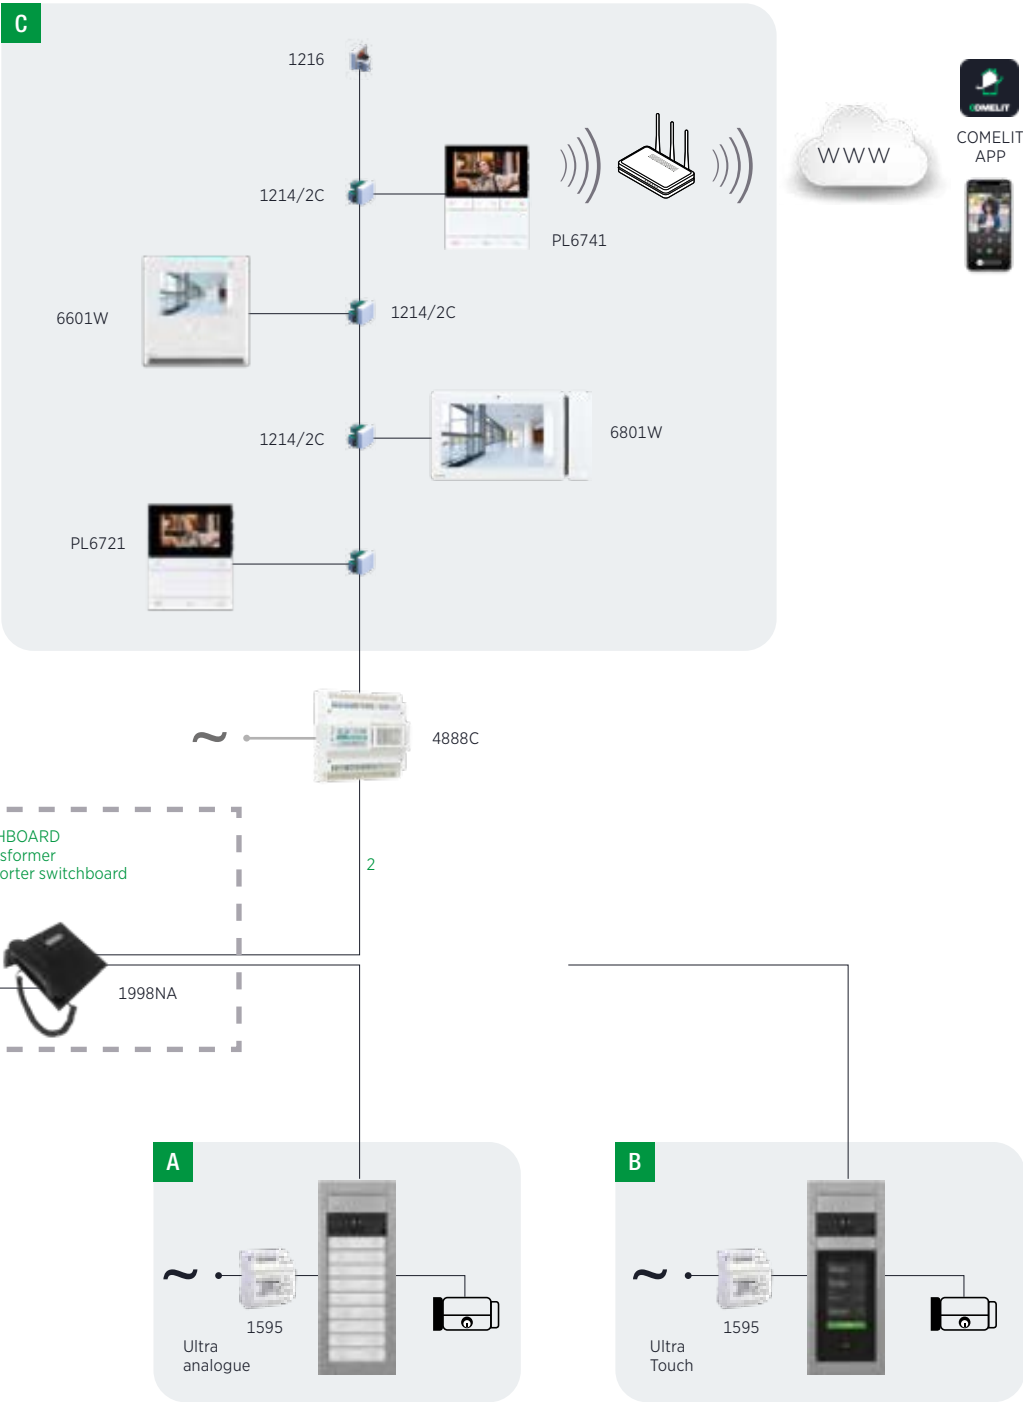 C
1216
COMELIT
COMELIT
APP
WWW
1214/2C
PL6741
6601W
1214/2C
1214/2C
6801W
PL6721
4888C
HBOARD
sformer
orter switchboard
2
1998NA
A
B
1595
Ultra
analogue
1595
Ultra
Touch